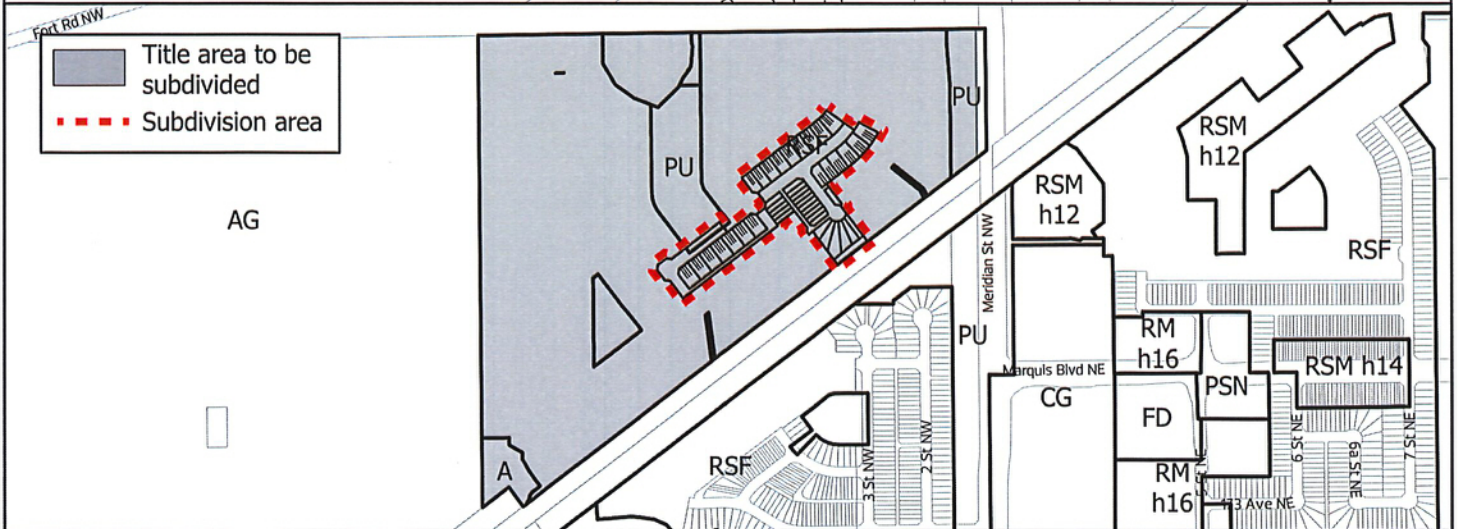 Fort Rd NW
Title area to be
subdivided
Subdivision area
AG
PU
RSF
PU
A
RSM
h12
RSM
h12
RSF
Meridian St NW
PU
Marquis Blvd NE
CG
RM
h16
PSN
RSM h14
FD
RM
h16
RSF
3 St NW
2 St NW
6 St NE
6a St NE
7 St NE
173 Ave NE